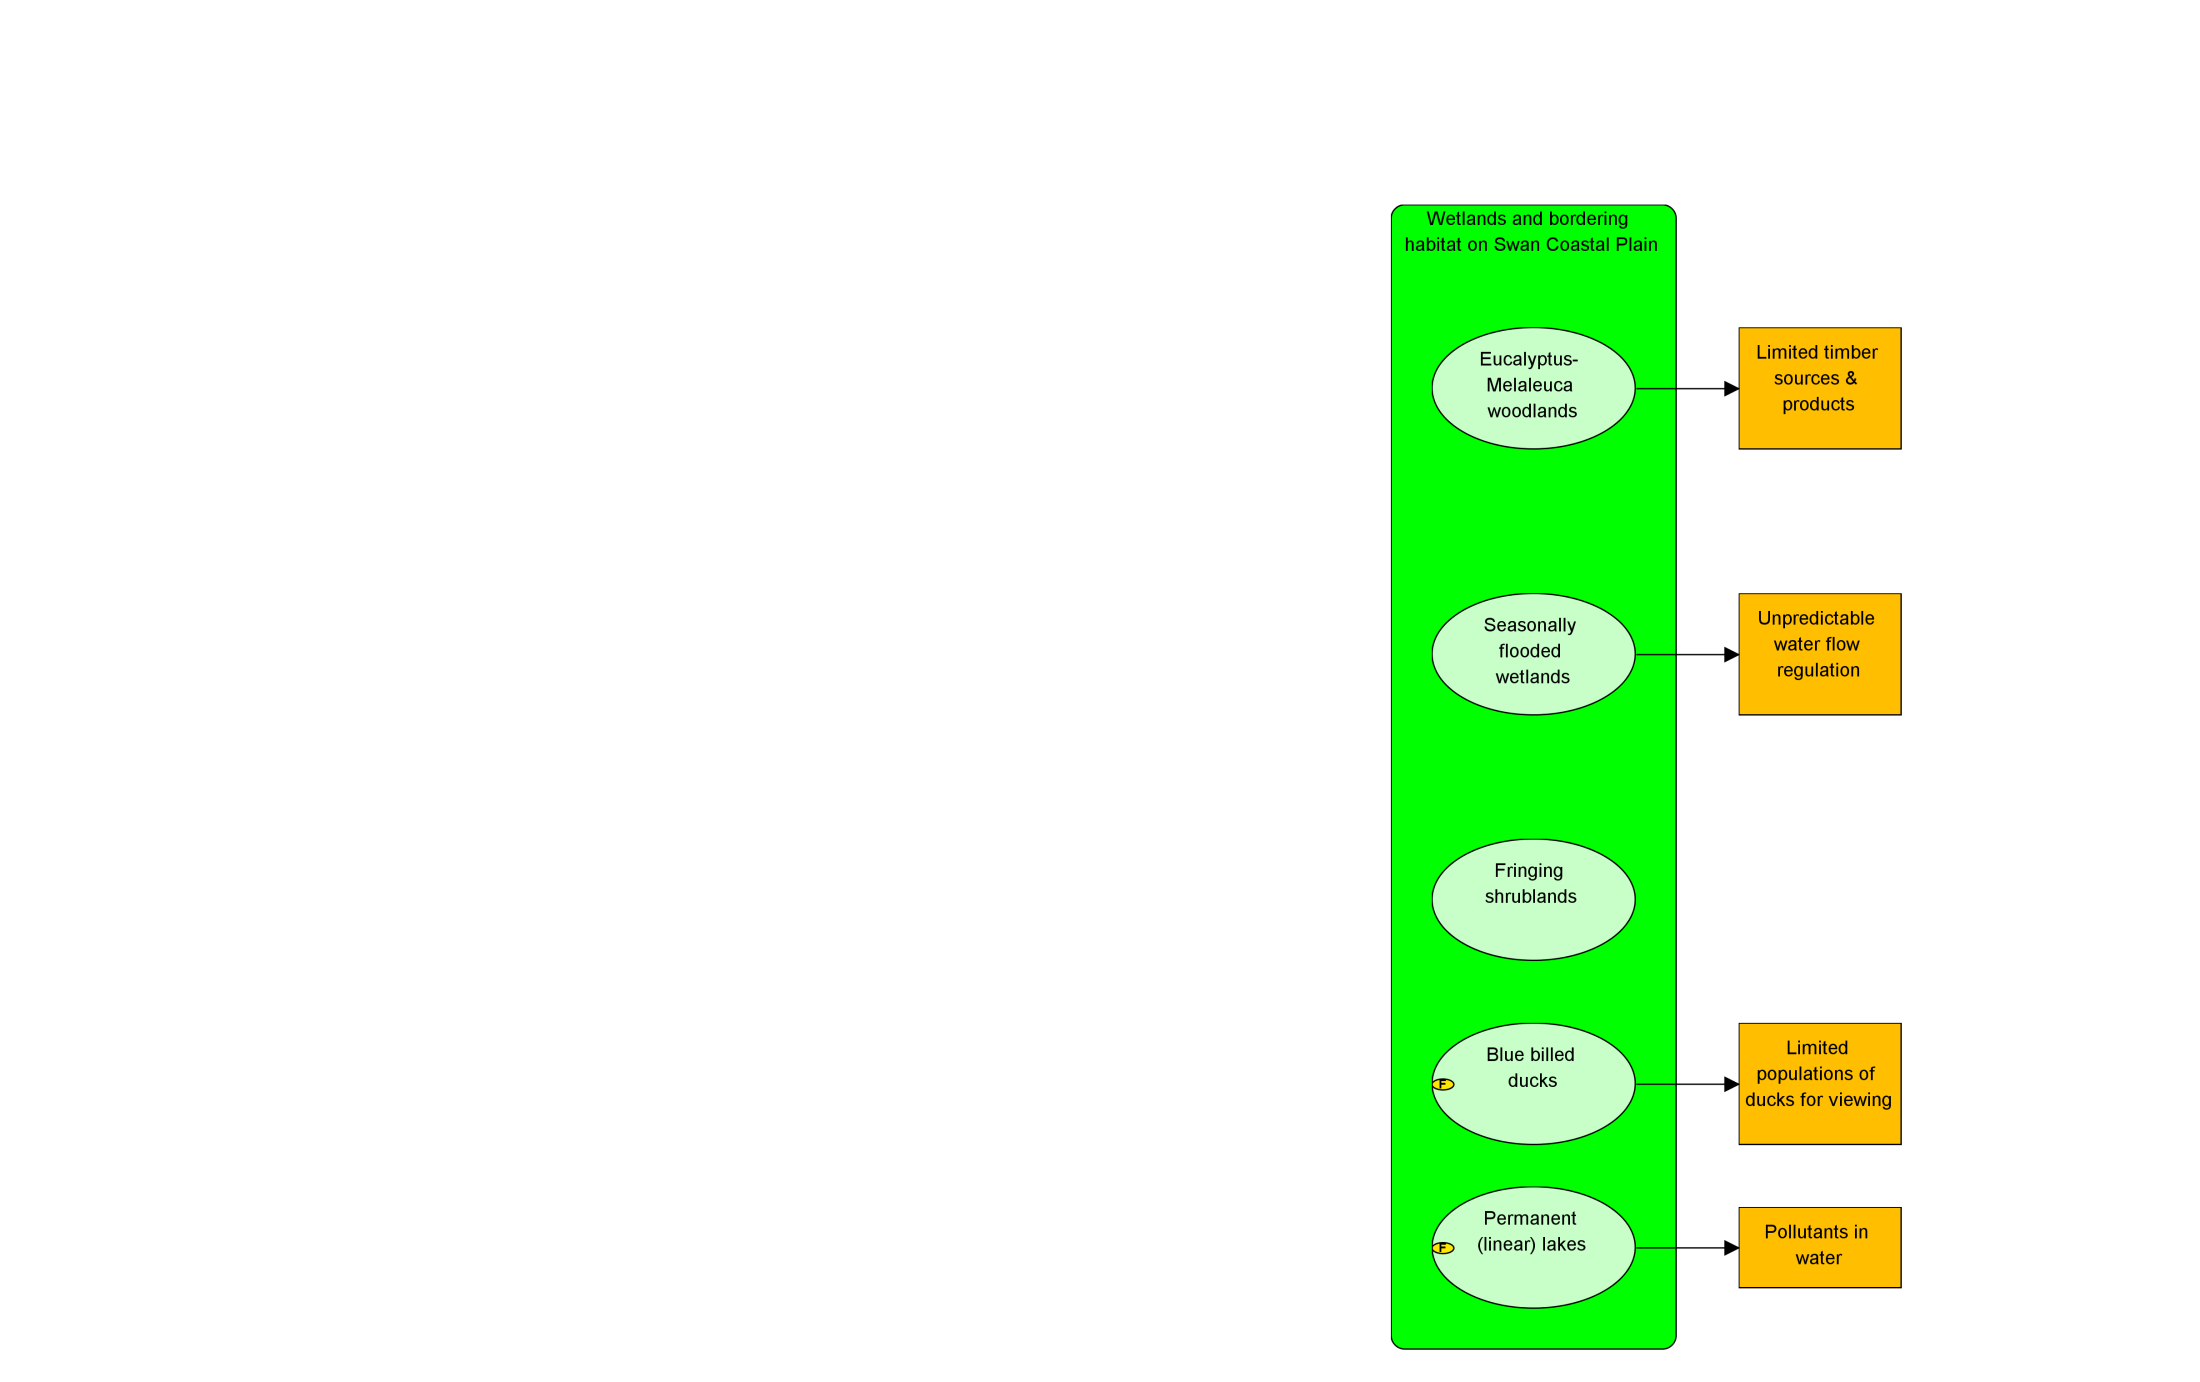 Wetlands and bordering
habitat on Swan Coastal Plain
Eucalyptus-
Melaleuca
woodlands
Limited timber
sources &
products
Seasonally
flooded
wetlands
Unpredictable
water flow
regulation
Fringing
shrublands
Blue billed
ducks
F
Limited
populations of
ducks for viewing
Permanent
(linear) lakes
F
Pollutants in
water